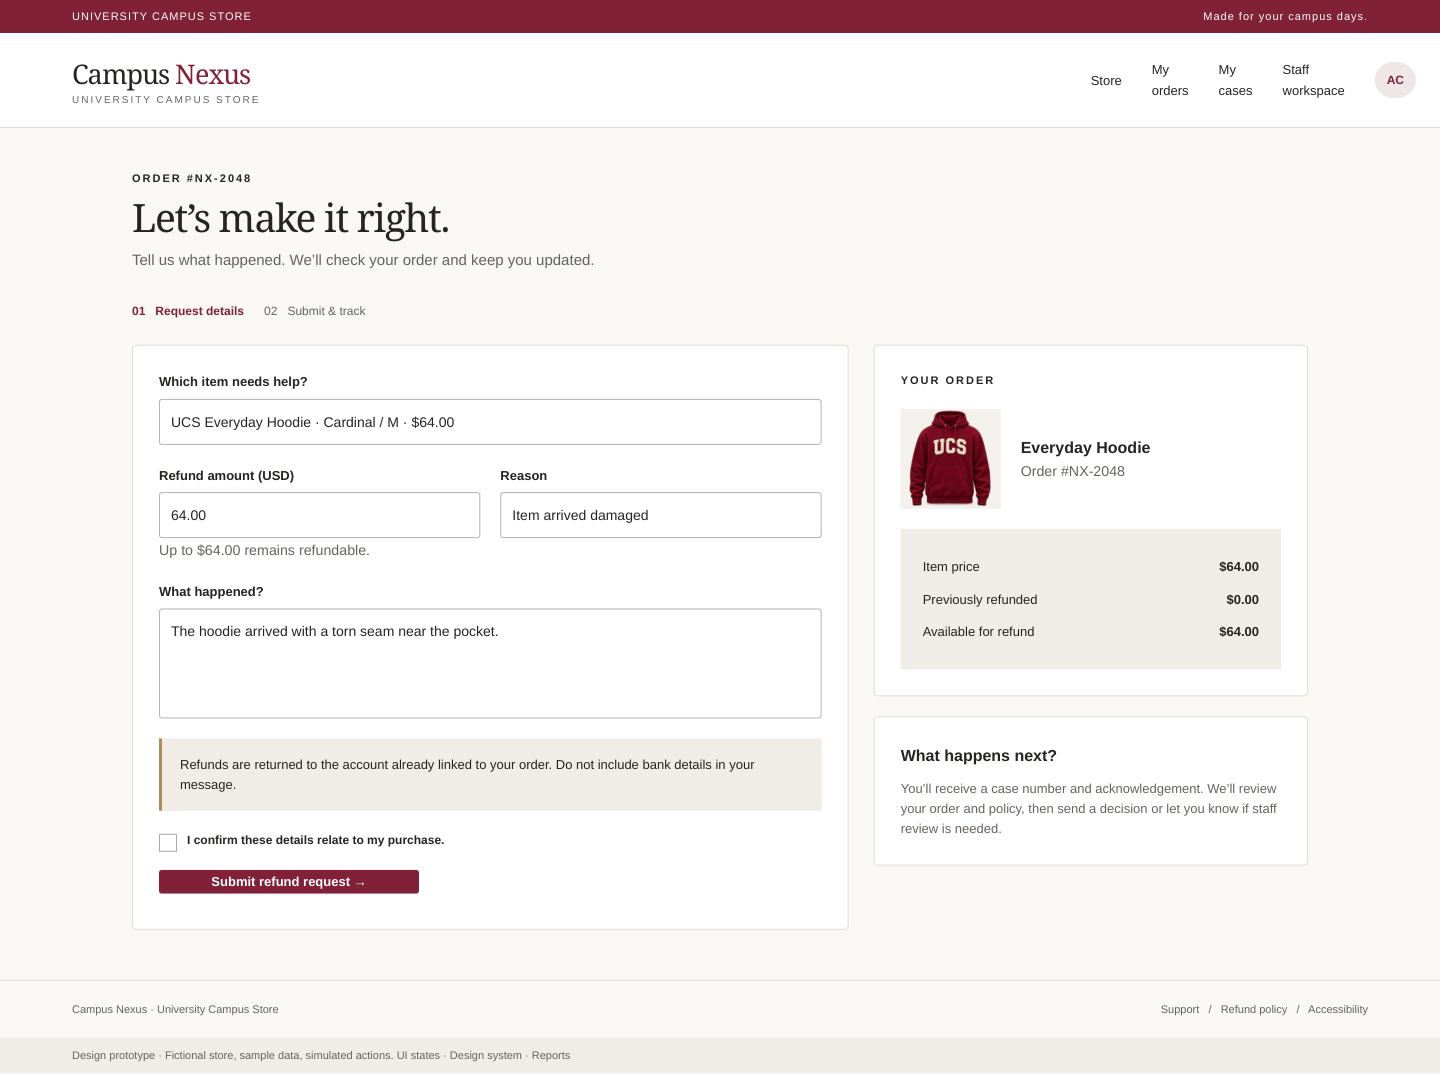 UNIVERSITY CAMPUS STORE
Made for your campus days.
Campus Nexus
UNIVERSITY CAMPUS STORE
Store
My orders
My cases
Staff workspace
AC
ORDER #NX-2048
Let’s make it right.
Tell us what happened. We’ll check your order and keep you updated.
01 Request details 02 Submit & track
Which item needs help?
UCS Everyday Hoodie · Cardinal / M · $64.00
Refund amount (USD)
64.00
Up to $64.00 remains refundable.
Reason
Item arrived damaged
What happened?
The hoodie arrived with a torn seam near the pocket.
Refunds are returned to the account already linked to your order. Do not include bank details in your
message.
I confirm these details relate to my purchase.
Submit refund request →
YOUR ORDER
UCS
Everyday Hoodie
Order #NX-2048
Item price $64.00
Previously refunded $0.00
Available for refund $64.00
What happens next?
You’ll receive a case number and acknowledgement. We’ll review
your order and policy, then send a decision or let you know if staff
review is needed.
Campus Nexus · University Campus Store
Support / Refund policy / Accessibility
Design prototype · Fictional store, sample data, simulated actions. UI states · Design system · Reports